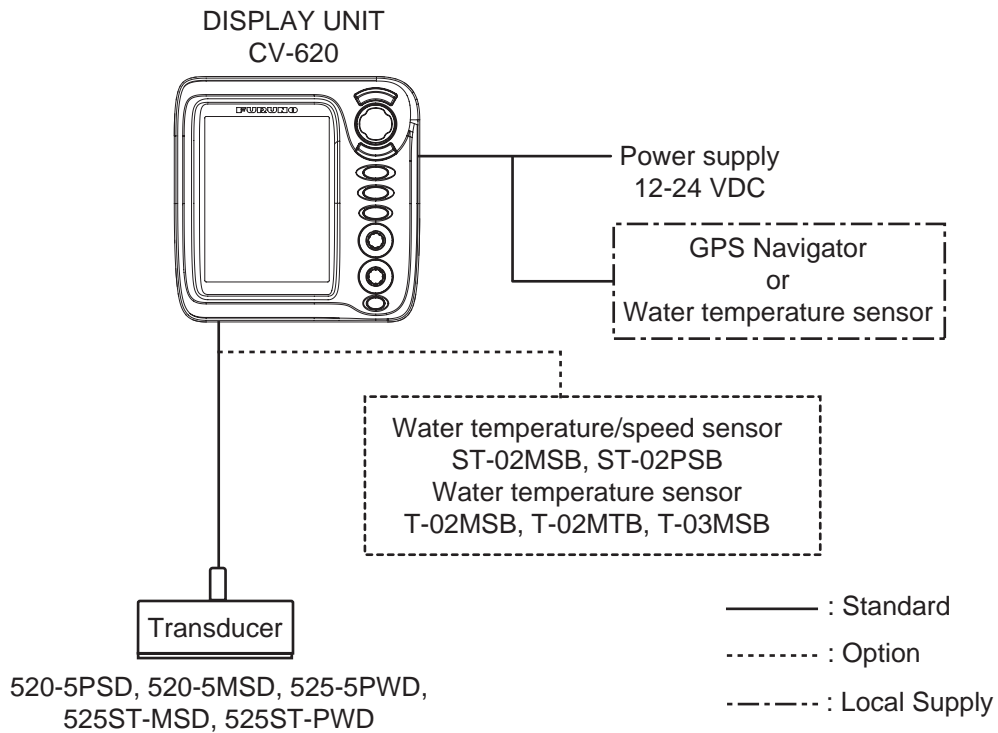 DISPLAY UNIT
CV-620
FURUNO
Power supply
12-24 VDC
GPS Navigator
or
Water temperature sensor
Water temperature/speed sensor
ST-02MSB, ST-02PSB
Water temperature sensor
T-02MSB, T-02MTB, T-03MSB
Transducer
520-5PSD, 520-5MSD, 525-5PWD,
525ST-MSD, 525ST-PWD
: Standard
: Option
: Local Supply